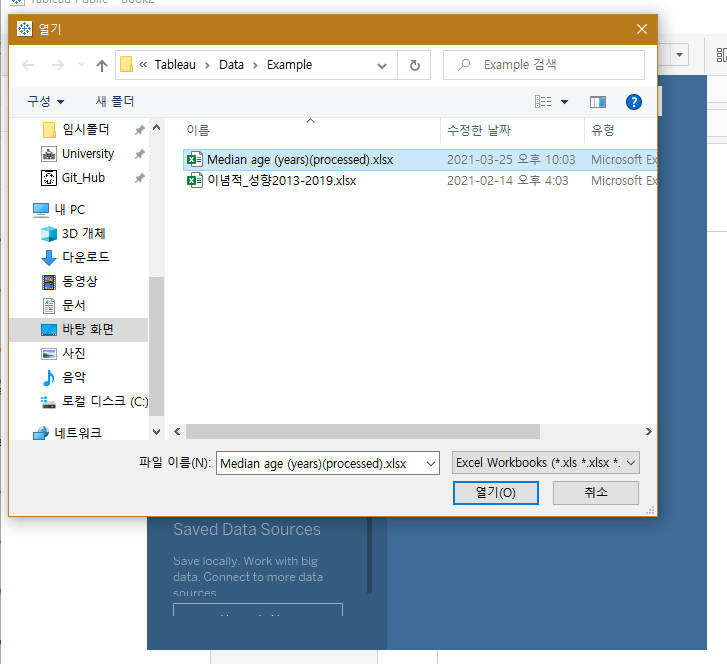 Tableau Public - Book2
열기
« Tableau › Data › Example
Example 검색
구성
새 폴더
이름
수정한 날짜
유형
임시폴더
University
Git_Hub
내 PC
3D 개체
다운로드
동영상
문서
바탕 화면
사진
음악
로컬 디스크 (C:)
네트워크
Median age (years)(processed).xlsx 2021-03-25 오후 10:03 Microsoft Ex
이념적_성향2013-2019.xlsx 2021-02-14 오후 4:03 Microsoft Ex
파일 이름(N): Median age (years)(processed).xlsx
Excel Workbooks (*.xls *.xlsx *.
열기(O)
취소
Saved Data Sources
Save locally. Work with big
data. Connect to more data
sources